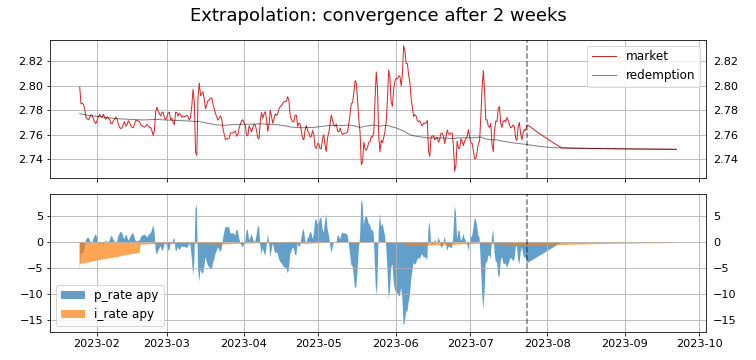 Extrapolation: convergence after 2 weeks
2.82 2.82
2.80 2.80
2.78 2.78
2.76 2.76
2.74 2.74
market
redemption
5 5
0 0
−5 −5
−10 −10
−15 −15
p_rate apy
i_rate apy
2023-02 2023-03 2023-04 2023-05 2023-06 2023-07 2023-08 2023-09 2023-10